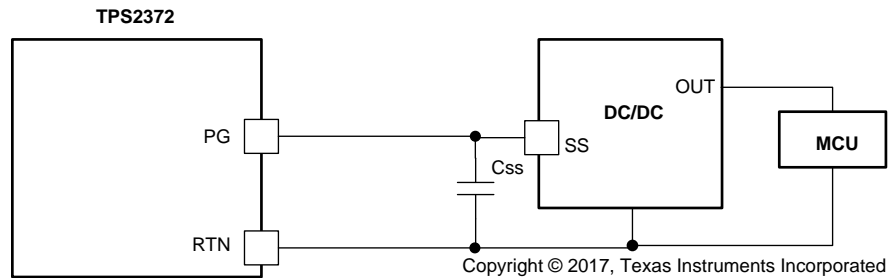 TPS2372
OUT
DC/DC
PG
SS
MCU
Css
RTN
Copyright © 2017, Texas Instruments Incorporated